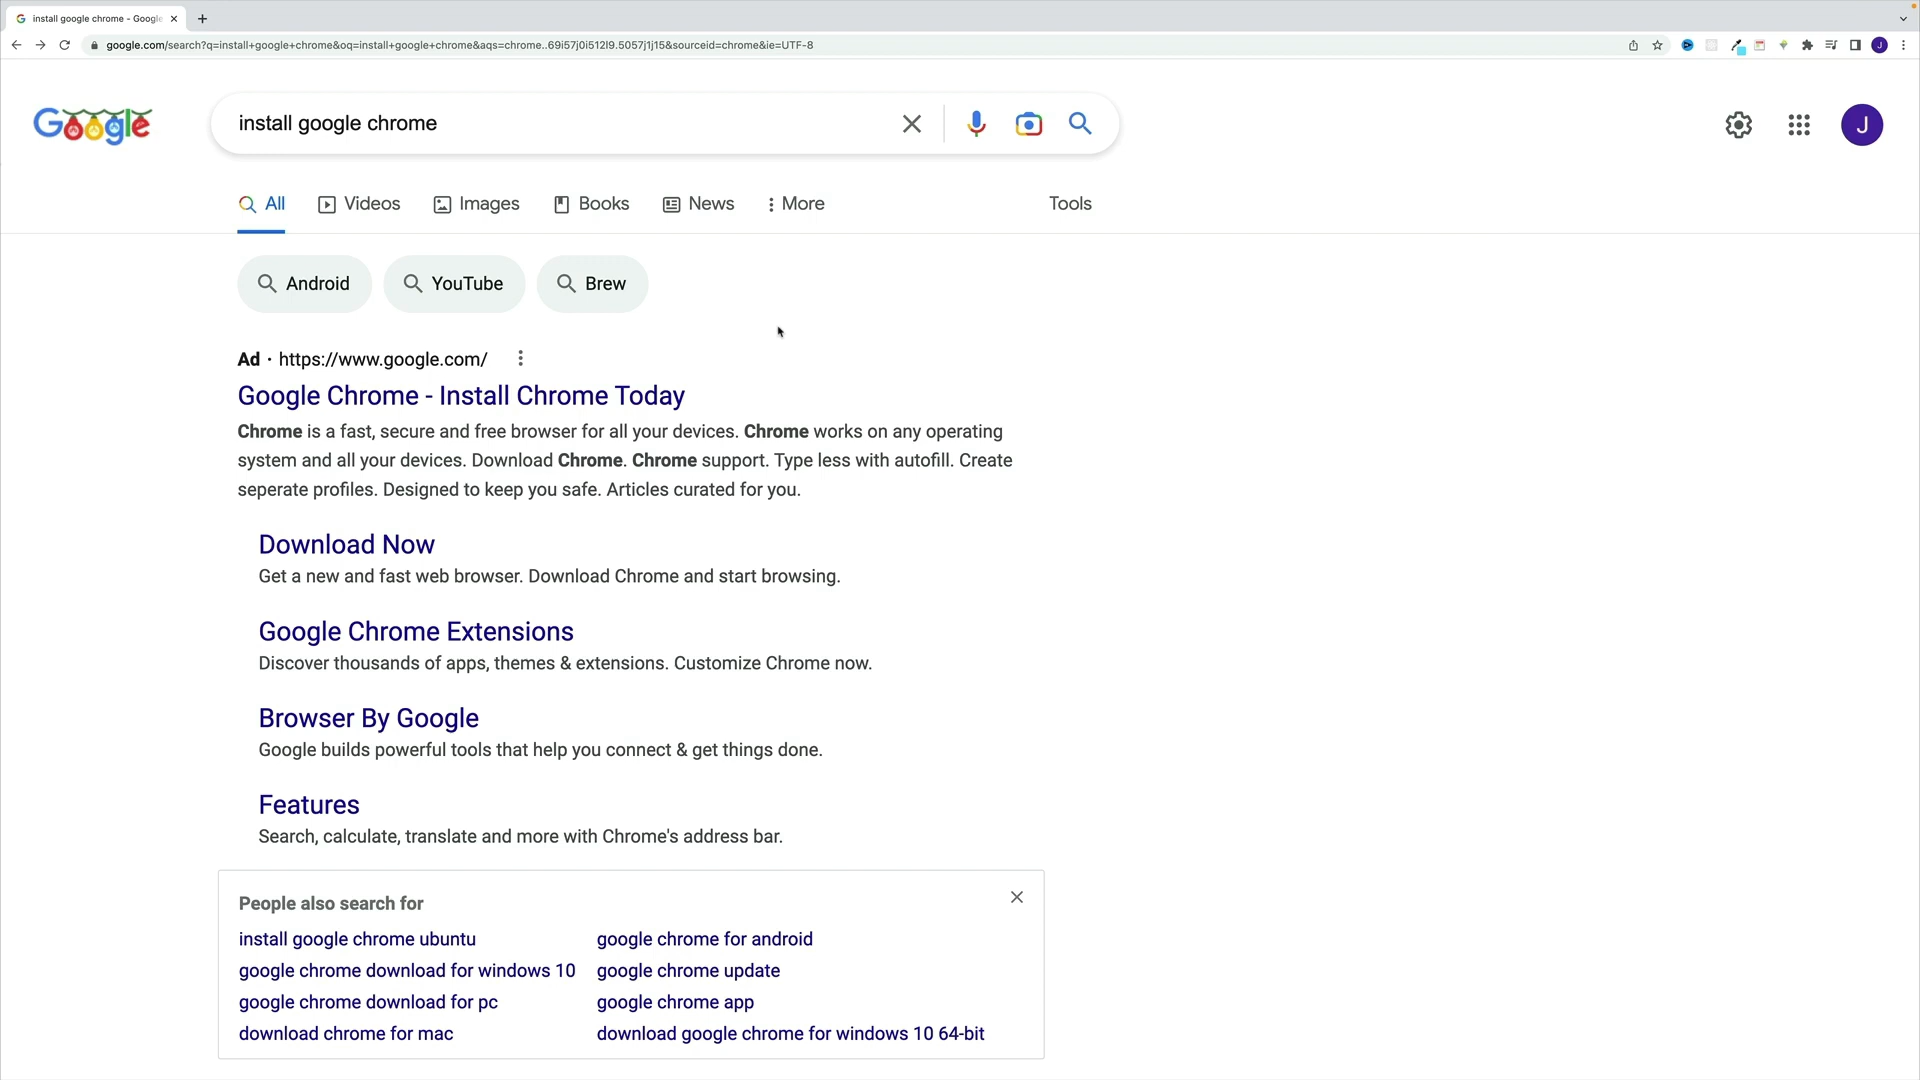 install google chrome - Google
google.com/search?q=install+google+chrome&oq=install+google+chrome&aqs=chrome..69i57j0i512l9.5057j1j15&sourceid=chrome&ie=UTF-8
J
Google
install google chrome
J
All
Videos
Images
Books
News
More
Tools
Android
YouTube
Brew
Ad · https://www.google.com/
Google Chrome - Install Chrome Today
Chrome is a fast, secure and free browser for all your devices. Chrome works on any operating
system and all your devices. Download Chrome. Chrome support. Type less with autofill. Create
seperate profiles. Designed to keep you safe. Articles curated for you.
Download Now
Get a new and fast web browser. Download Chrome and start browsing.
Google Chrome Extensions
Discover thousands of apps, themes & extensions. Customize Chrome now.
Browser By Google
Google builds powerful tools that help you connect & get things done.
Features
Search, calculate, translate and more with Chrome's address bar.
People also search for
install google chrome ubuntu
google chrome for android
google chrome download for windows 10
google chrome update
google chrome download for pc
google chrome app
download chrome for mac
download google chrome for windows 10 64-bit